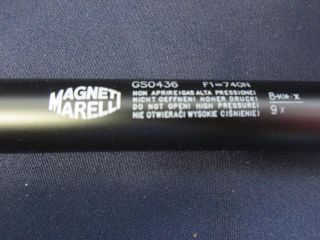 MAGNETI
MARELLI
GS0436 F1=740N
NON APRIRE!GAS ALTA PRESSIONE!
NICHT OEFFNEN! HOHER DRUCK!
DO NOT OPEN! HIGH PRESSURE!
NIE OTWIERAĆ! WYSOKIE CIŚNIENIE!